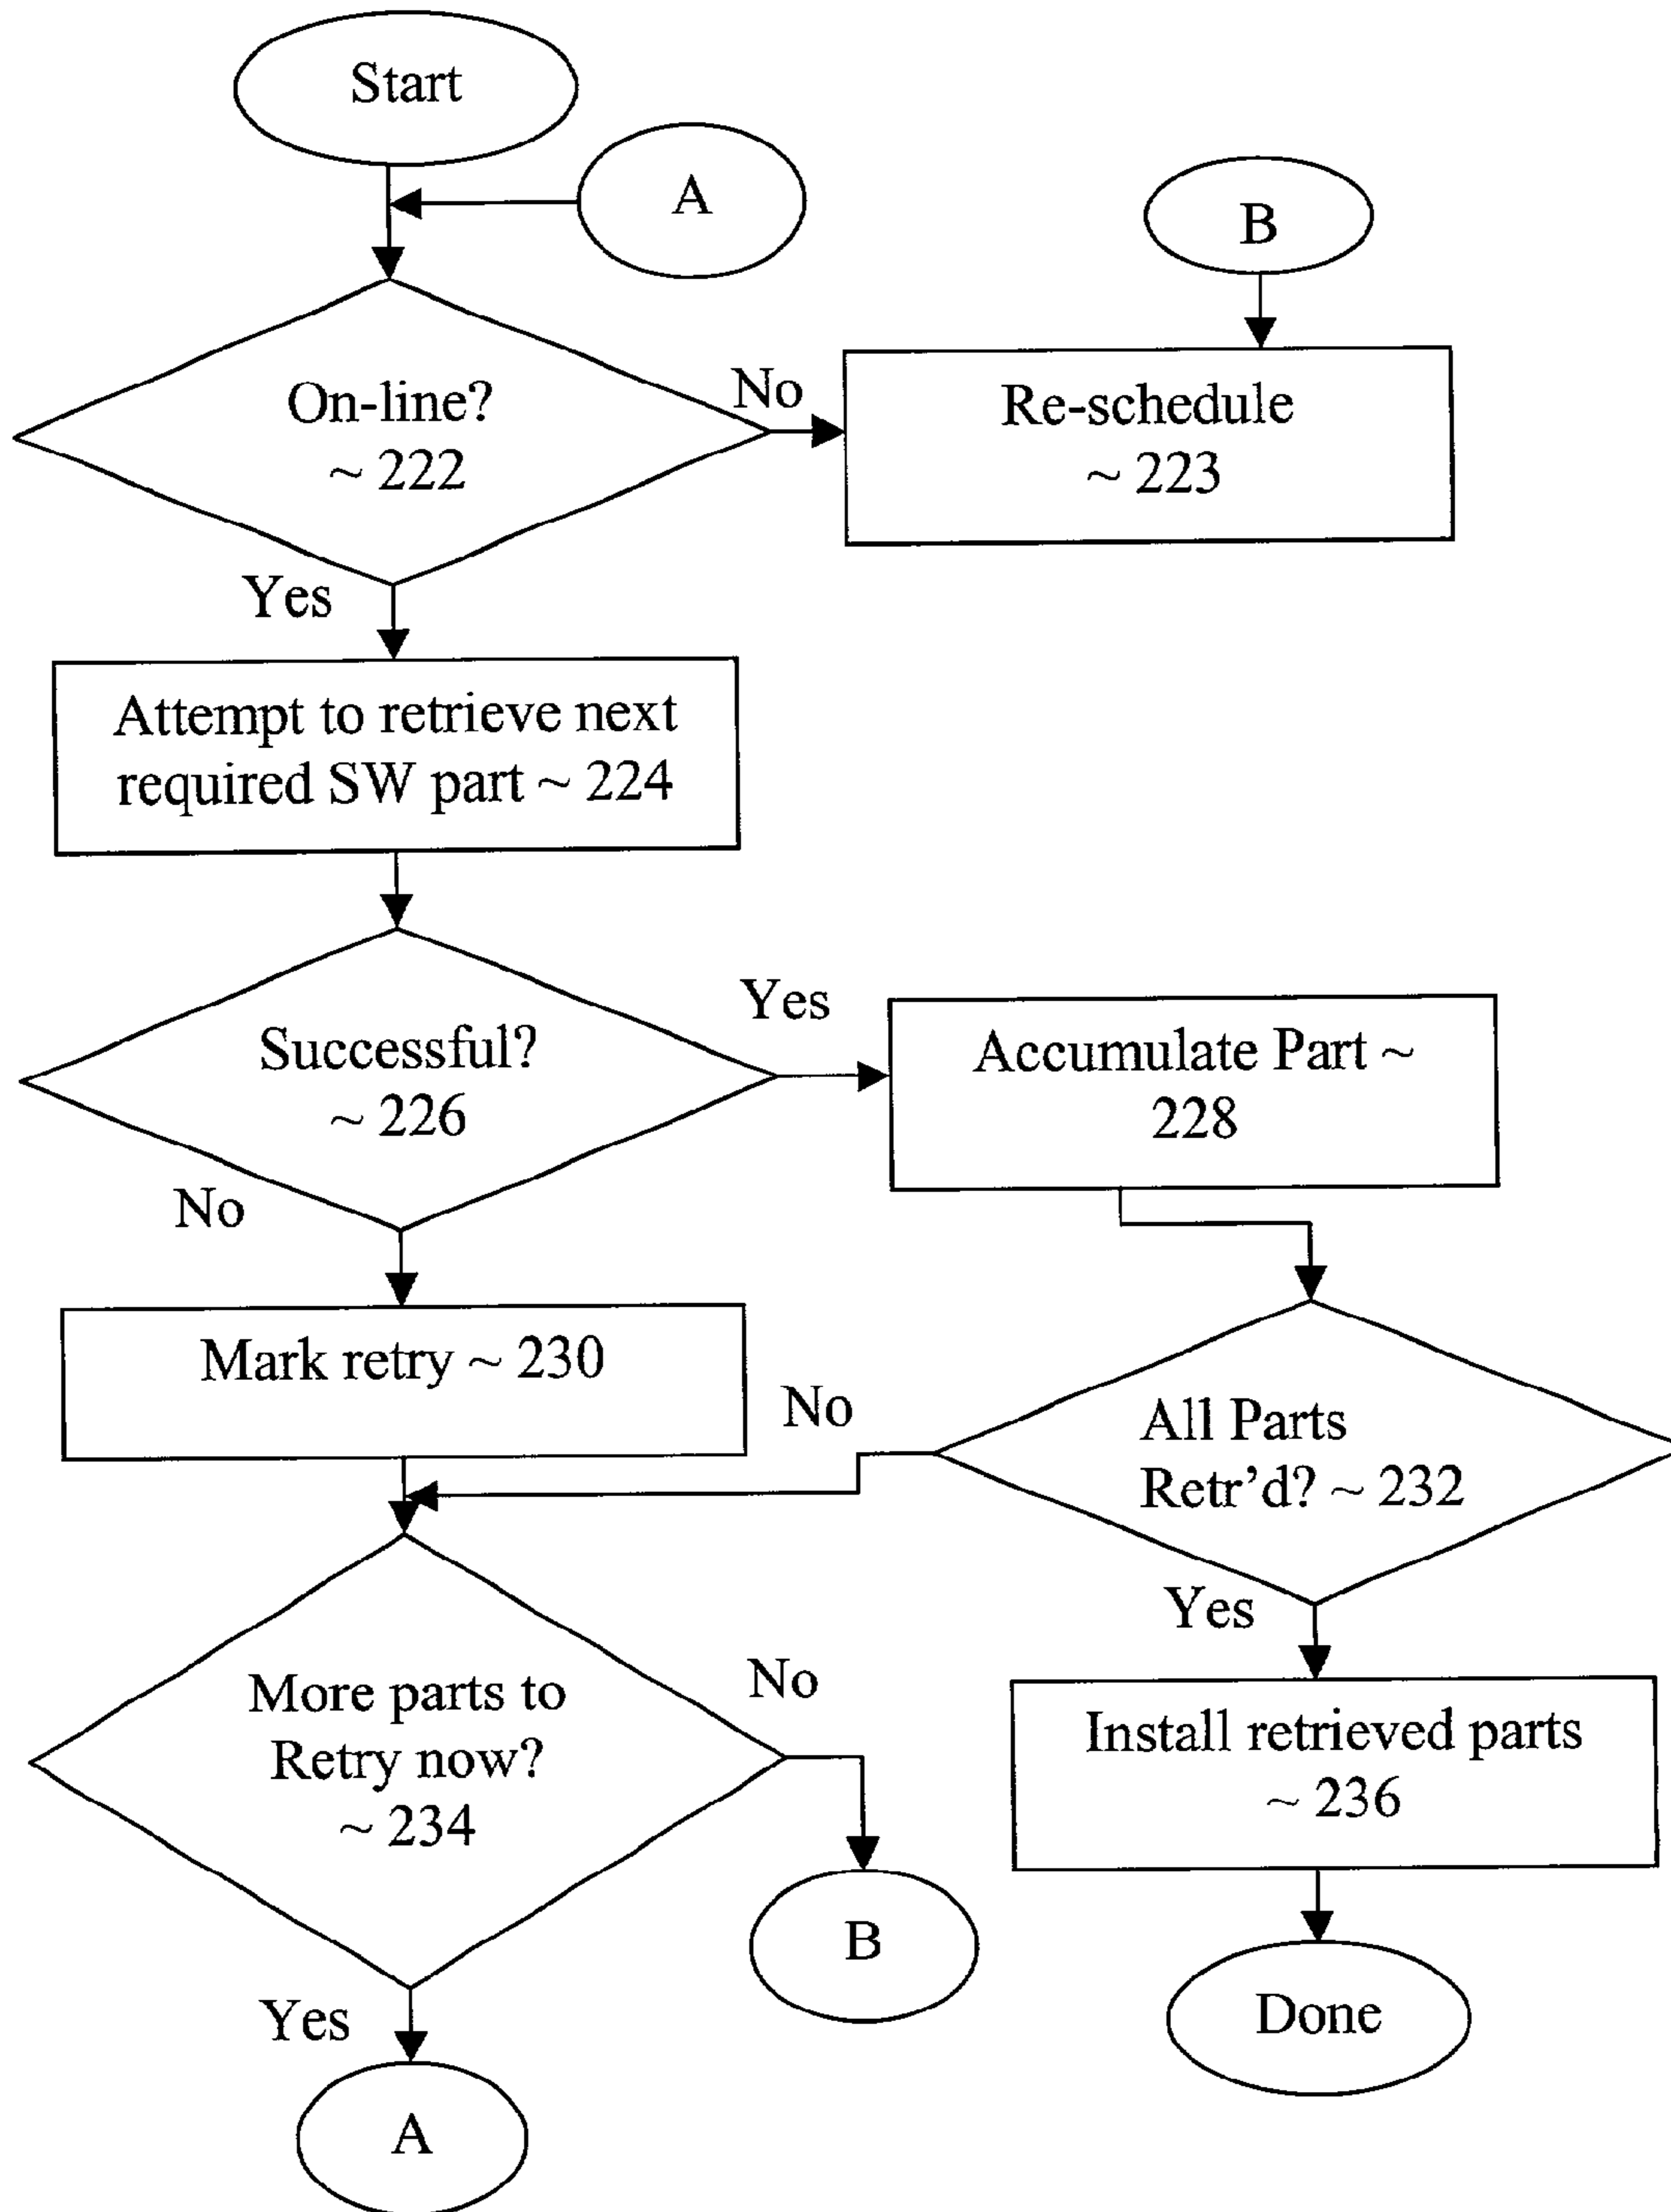 Start
A
B
On-line?
~ 222
No
Re-schedule
~ 223
Yes
Attempt to retrieve next
required SW part ~ 224
Successful?
~ 226
Yes
Accumulate Part ~
228
No
Mark retry ~ 230
No
All Parts
Retr’d? ~ 232
Yes
More parts to
Retry now?
~ 234
No
Install retrieved parts
~ 236
B
Done
Yes
A